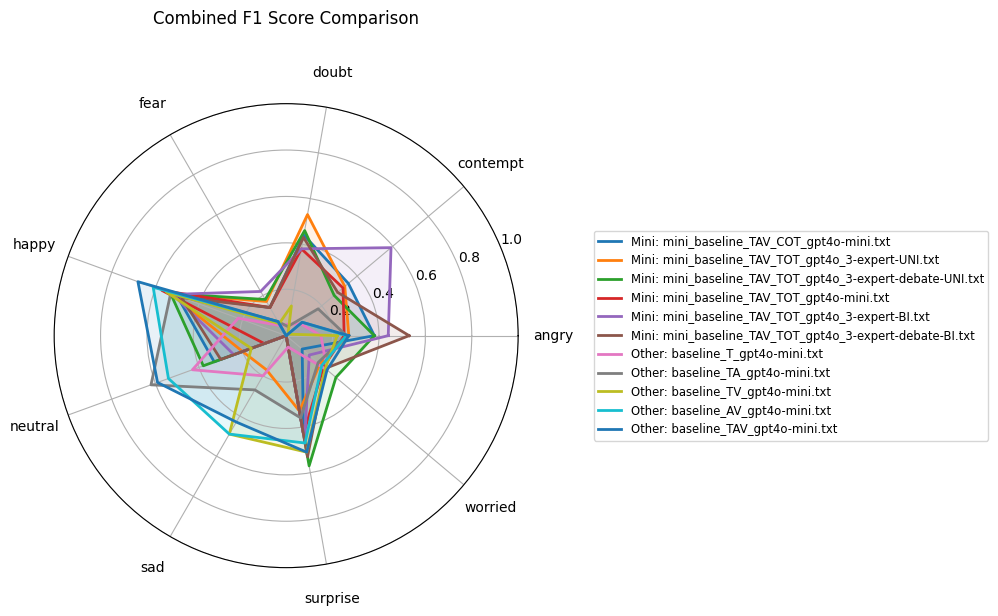 Combined F1 Score Comparison
doubt
fear
contempt
happy
1.0
0.8
0.6
0.4
0.2
angry
neutral
worried
sad
surprise
Mini: mini_baseline_TAV_COT_gpt4o-mini.txt
Mini: mini_baseline_TAV_TOT_gpt4o_3-expert-UNI.txt
Mini: mini_baseline_TAV_TOT_gpt4o_3-expert-debate-UNI.txt
Mini: mini_baseline_TAV_TOT_gpt4o-mini.txt
Mini: mini_baseline_TAV_TOT_gpt4o_3-expert-BI.txt
Mini: mini_baseline_TAV_TOT_gpt4o_3-expert-debate-BI.txt
Other: baseline_T_gpt4o-mini.txt
Other: baseline_TA_gpt4o-mini.txt
Other: baseline_TV_gpt4o-mini.txt
Other: baseline_AV_gpt4o-mini.txt
Other: baseline_TAV_gpt4o-mini.txt